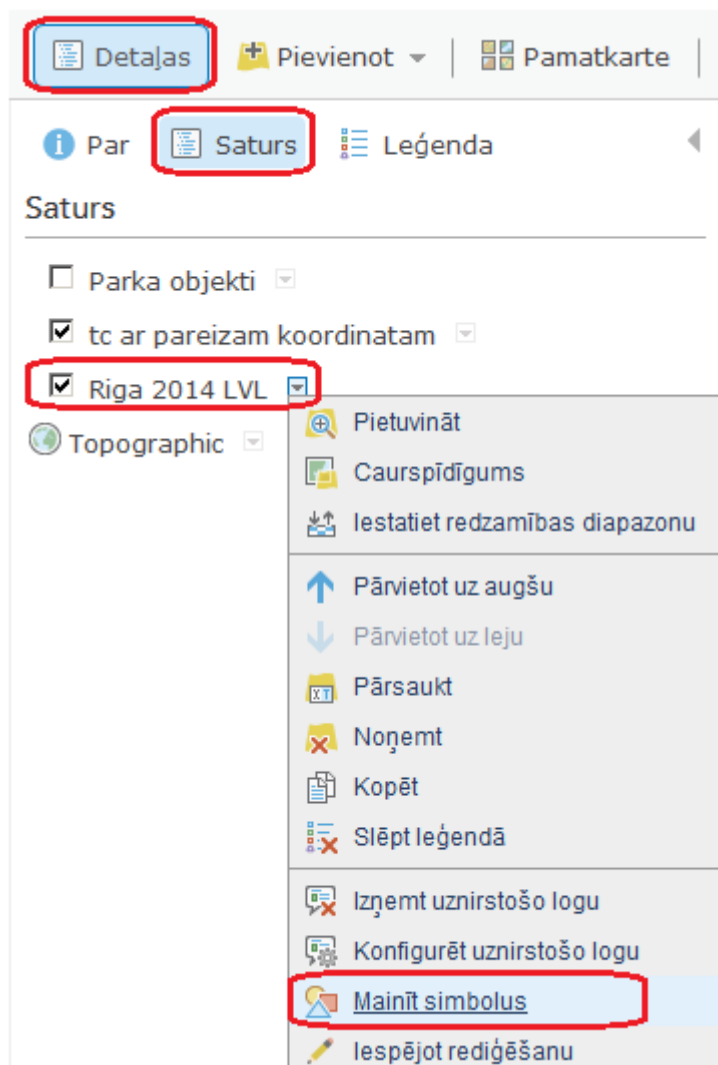 Detaļas Pievienot Pamatkarte
Par Saturs Leģenda
Saturs
Parka objekti
tc ar pareizam koordinatam
Riga 2014 LVL
Topographic
Pietuvināt
Caurspīdīgums
Iestatiet redzamības diapazonu
Pārvietot uz augšu
Pārvietot uz leju
Pārsaukt
Noņemt
Kopēt
Slēpt leģendā
Izņemt uznirstošo logu
Konfigurēt uznirstošo logu
Mainīt simbolus
Iespējot rediģēšanu